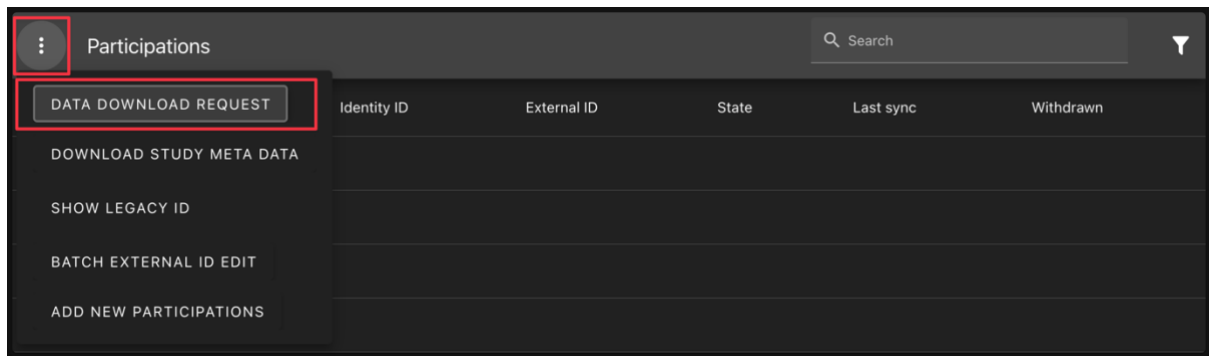 Participations
Search
DATA DOWNLOAD REQUEST
Identity ID
External ID
State
Last sync
Withdrawn
DOWNLOAD STUDY META DATA
SHOW LEGACY ID
BATCH EXTERNAL ID EDIT
ADD NEW PARTICIPATIONS